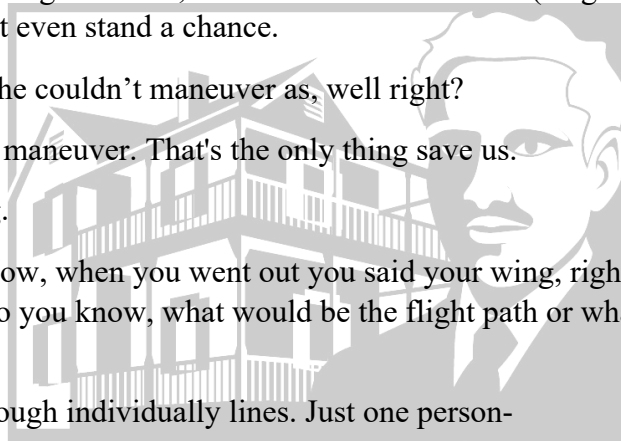 t even stand a chance.
he couldn’t maneuver as, well right?
maneuver. That's the only thing save us.
ow, when you went out you said your wing, righ
o you know, what would be the flight path or wh
ough individually lines. Just one person-